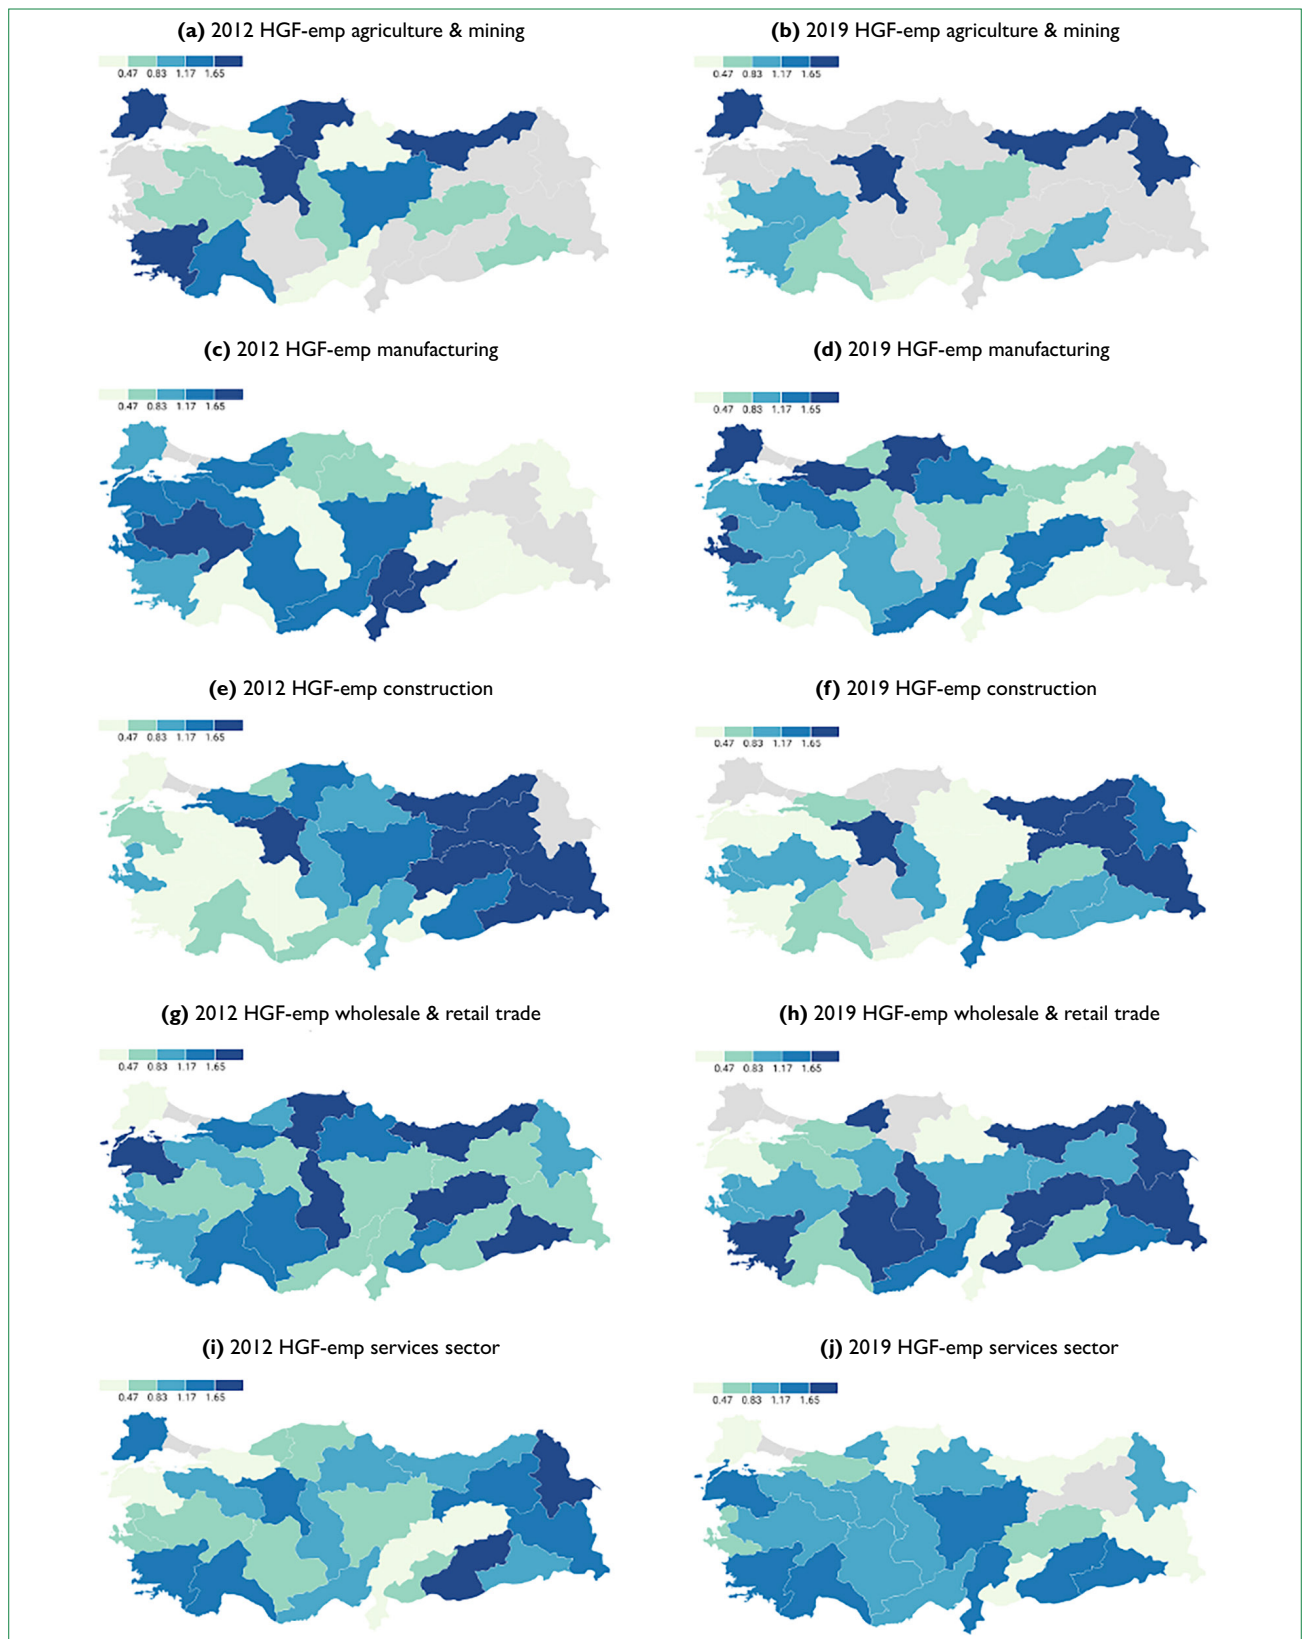 (a) 2012 HGF-emp agriculture & mining
(b) 2019 HGF-emp agriculture & mining
0.47 0.83 1.17 1.65
0.47 0.83 1.17 1.65
(c) 2012 HGF-emp manufacturing
(d) 2019 HGF-emp manufacturing
0.47 0.83 1.17 1.65
0.47 0.83 1.17 1.65
(e) 2012 HGF-emp construction
(f) 2019 HGF-emp construction
0.47 0.83 1.17 1.65
0.47 0.83 1.17 1.65
(g) 2012 HGF-emp wholesale & retail trade
(h) 2019 HGF-emp wholesale & retail trade
0.47 0.83 1.17 1.65
0.47 0.83 1.17 1.65
(i) 2012 HGF-emp services sector
(j) 2019 HGF-emp services sector
0.47 0.83 1.17 1.65
0.47 0.83 1.17 1.65